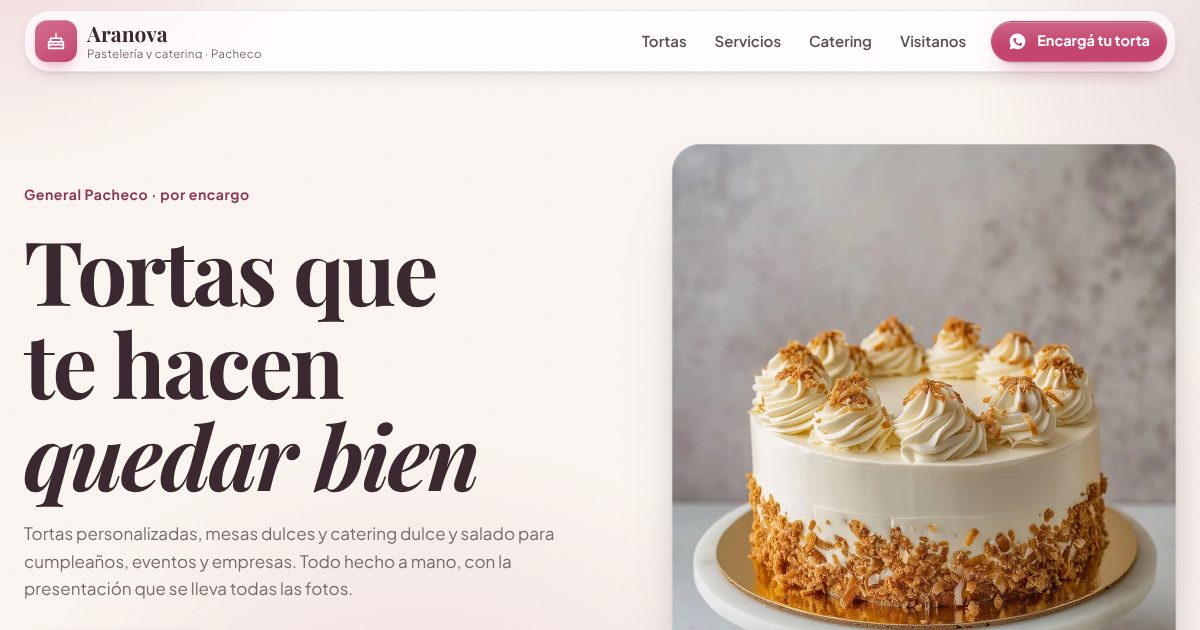 Aranova
Pastelería y catering · Pacheco
Tortas
Servicios
Catering
Visitanos
Encargá tu torta
General Pacheco · por encargo
Tortas que
te hacen
quedar bien
Tortas personalizadas, mesas dulces y catering dulce y salado para
cumpleaños, eventos y empresas. Todo hecho a mano, con la
presentación que se lleva todas las fotos.